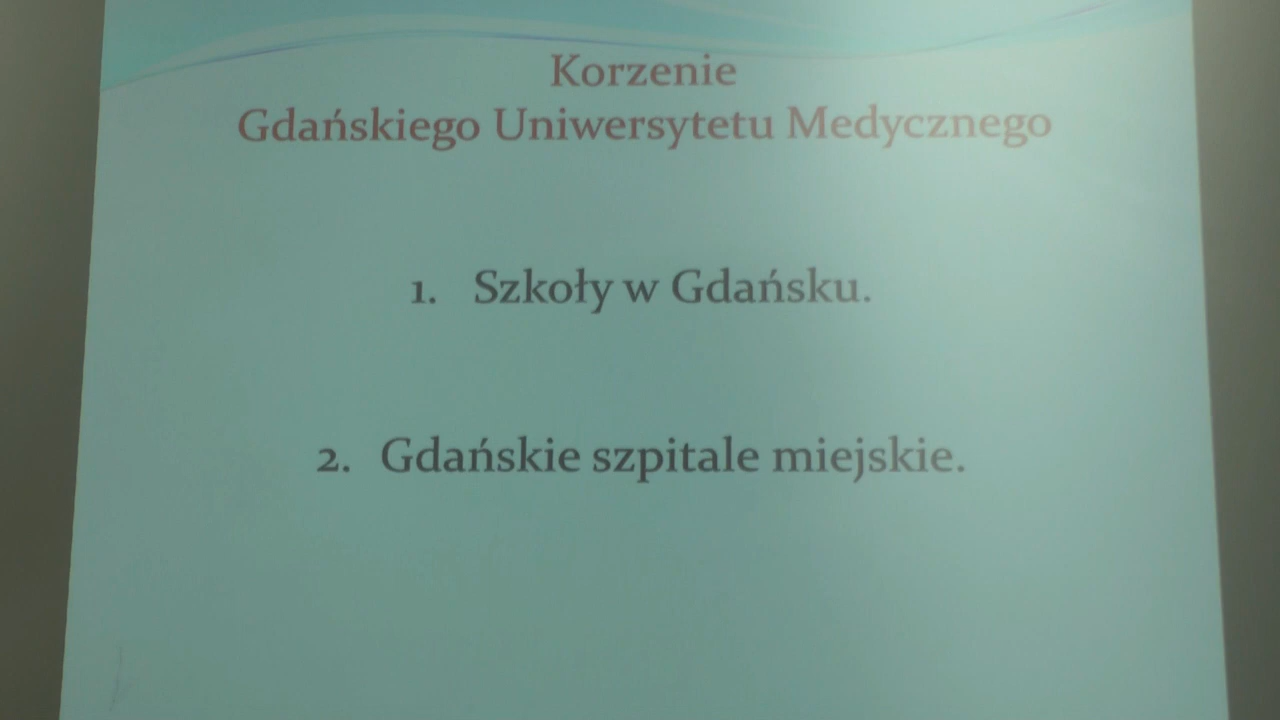 Korzenie
Gdańskiego Uniwersytetu Medycznego
1. Szkoły w Gdańsku.
2. Gdańskie szpitale miejskie.